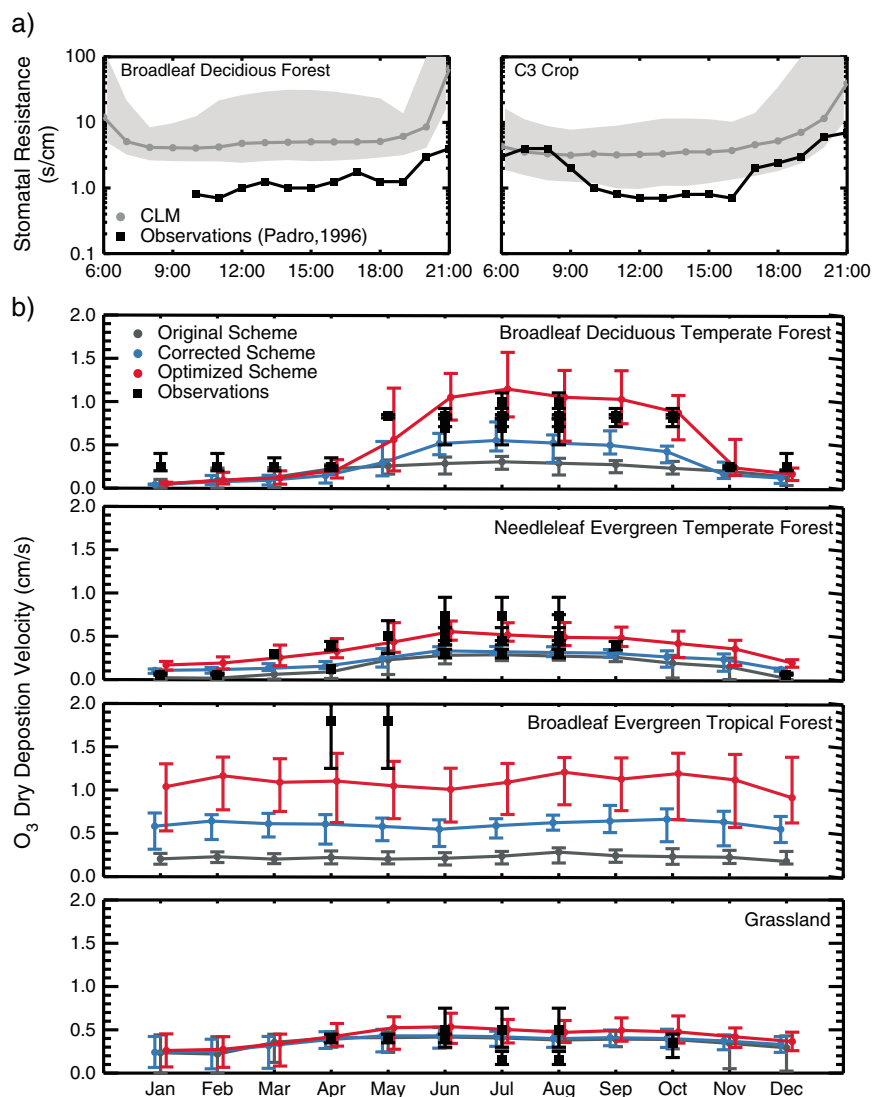 a)
Broadleaf Decidious Forest
C3 Crop
Stomatal Resistance
(s/cm)
100
10
1.0
0.1
CLM
Observations (Padro,1996)
6:00 9:00 12:00 15:00 18:00 21:00
6:00 9:00 12:00 15:00 18:00 21:00
b)
O3 Dry Depostion Velocity (cm/s)
2.0
1.5
1.0
0.5
0.0
Original Scheme
Corrected Scheme
Optimized Scheme
Observations
Broadleaf Deciduous Temperate Forest
2.0
1.5
1.0
0.5
0.0
Needleleaf Evergreen Temperate Forest
2.0
1.5
1.0
0.5
0.0
Broadleaf Evergreen Tropical Forest
2.0
1.5
1.0
0.5
0.0
Grassland
Jan Feb Mar Apr May Jun Jul Aug Sep Oct Nov Dec